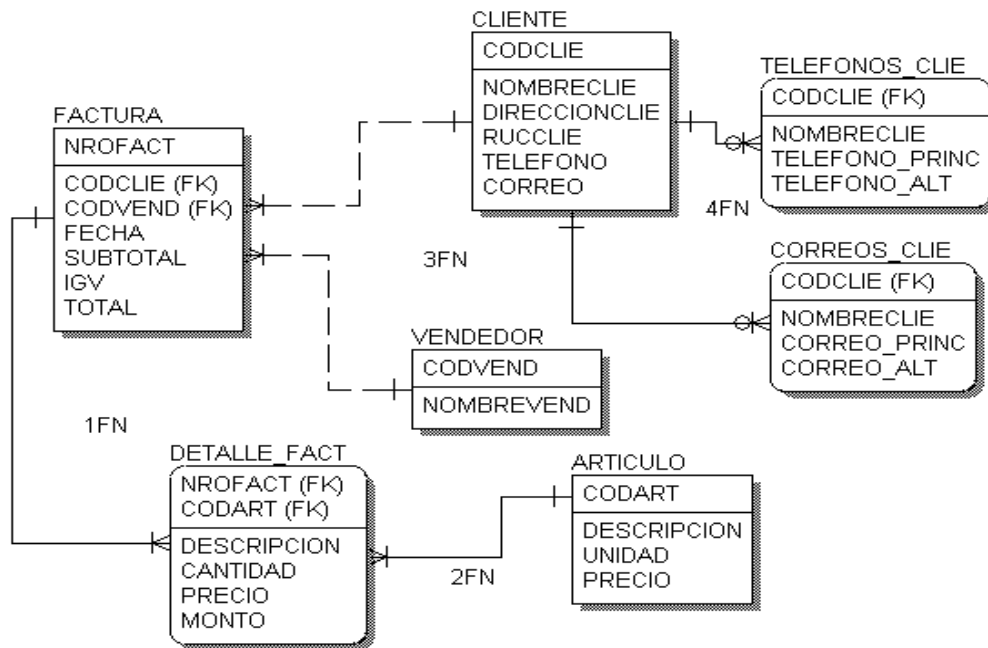 CLIENTE
CODCLIE
NOMBRECLIE
DIRECCIONCLIE
RUCCLIE
TELEFONO
CORREO
TELEFONOS_CLIE
CODCLIE (FK)
NOMBRECLIE
TELEFONO_PRINC
TELEFONO_ALT
4FN
FACTURA
NROFACT
CODCLIE (FK)
CODVEND (FK)
FECHA
SUBTOTAL
IGV
TOTAL
3FN
CORREOS_CLIE
CODCLIE (FK)
NOMBRECLIE
CORREO_PRINC
CORREO_ALT
VENDEDOR
CODVEND
NOMBREVEND
1FN
DETALLE_FACT
NROFACT (FK)
CODART (FK)
DESCRIPCION
CANTIDAD
PRECIO
MONTO
2FN
ARTICULO
CODART
DESCRIPCION
UNIDAD
PRECIO